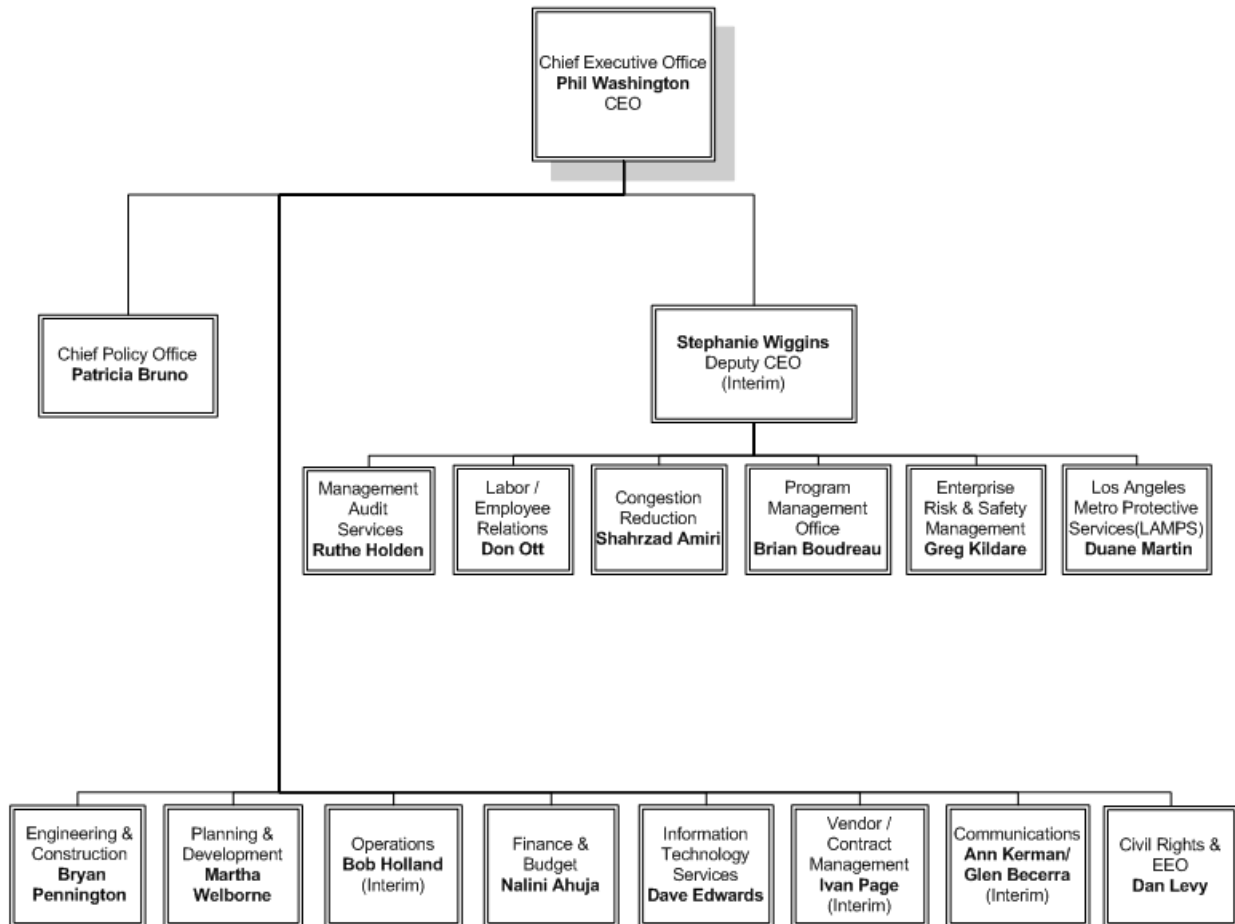 Chief Executive Office
Phil Washington
CEO
Chief Policy Office
Patricia Bruno
Stephanie Wiggins
Deputy CEO
(Interim)
Management
Audit
Services
Ruthe Holden
Labor /
Employee
Relations
Don Ott
Congestion
Reduction
Shahrzad Amiri
Program
Management
Office
Brian Boudreau
Enterprise
Risk & Safety
Management
Greg Kildare
Los Angeles
Metro Protective
Services(LAMPS)
Duane Martin
Engineering &
Construction
Bryan
Pennington
Planning &
Development
Martha
Welborne
Operations
Bob Holland
(Interim)
Finance &
Budget
Nalini Ahuja
Information
Technology
Services
Dave Edwards
Vendor /
Contract
Management
Ivan Page
(Interim)
Communications
Ann Kerman/
Glen Becerra
(Interim)
Civil Rights &
EEO
Dan Levy